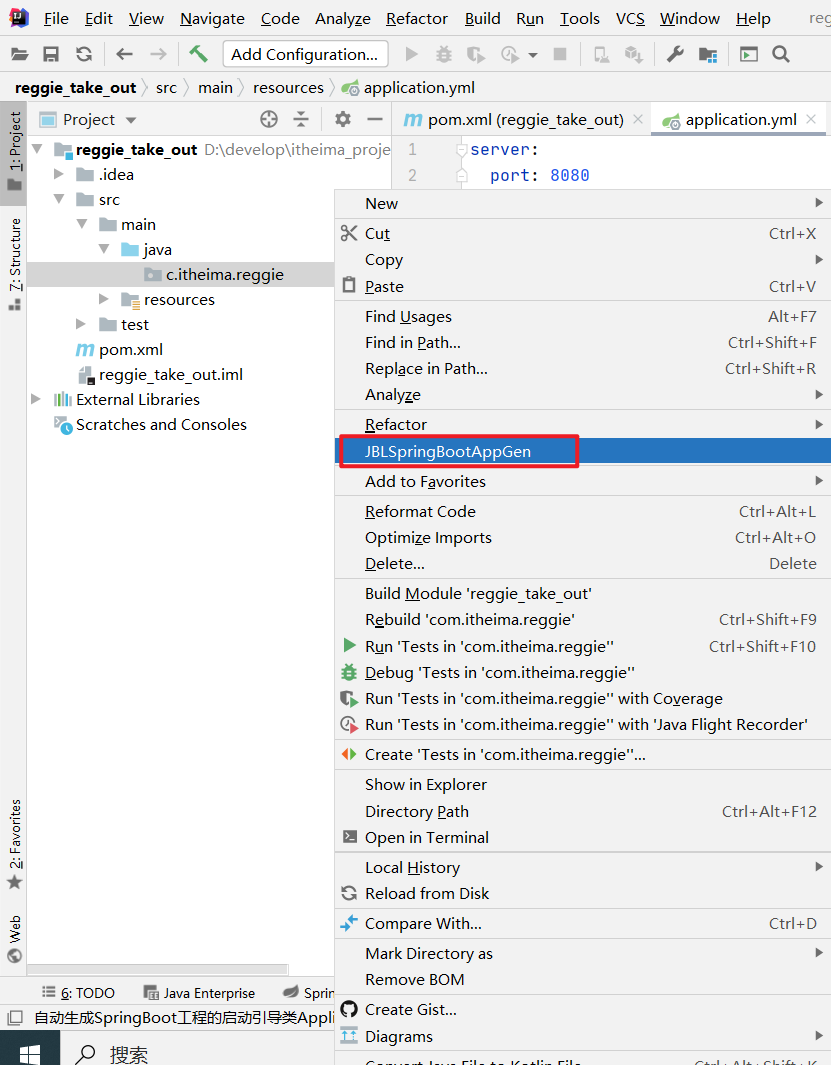 File Edit View Navigate Code Analyze Refactor Build Run Tools VCS Window Help reg
Add Configuration...
reggie_take_out src main resources application.yml
1: Project
Project
pom.xml (reggie_take_out)
application.yml
reggie_take_out D:\develop\itheima_proje
.idea
src
main
java
c.itheima.reggie
resources
test
pom.xml
reggie_take_out.iml
External Libraries
Scratches and Consoles
7: Structure
2: Favorites
Web
1 server:
2 port: 8080
New
Cut Ctrl+X
Copy
Paste Ctrl+V
Find Usages Alt+F7
Find in Path... Ctrl+Shift+F
Replace in Path... Ctrl+Shift+R
Analyze
Refactor
JBLSpringBootAppGen
Add to Favorites
Reformat Code Ctrl+Alt+L
Optimize Imports Ctrl+Alt+O
Delete... Delete
Build Module 'reggie_take_out'
Rebuild 'com.itheima.reggie' Ctrl+Shift+F9
Run 'Tests in 'com.itheima.reggie'' Ctrl+Shift+F10
Debug 'Tests in 'com.itheima.reggie''
Run 'Tests in 'com.itheima.reggie'' with Coverage
Run 'Tests in 'com.itheima.reggie'' with 'Java Flight Recorder'
Create 'Tests in 'com.itheima.reggie''...
Show in Explorer
Directory Path Ctrl+Alt+F12
Open in Terminal
Local History
Reload from Disk
Compare With... Ctrl+D
Mark Directory as
Remove BOM
Create Gist...
Diagrams
Convert Java File to Kotlin File Ctrl+Alt+Shift+K
6: TODO Java Enterprise Sprin
自动生成SpringBoot工程的启动引导类Appli
搜索